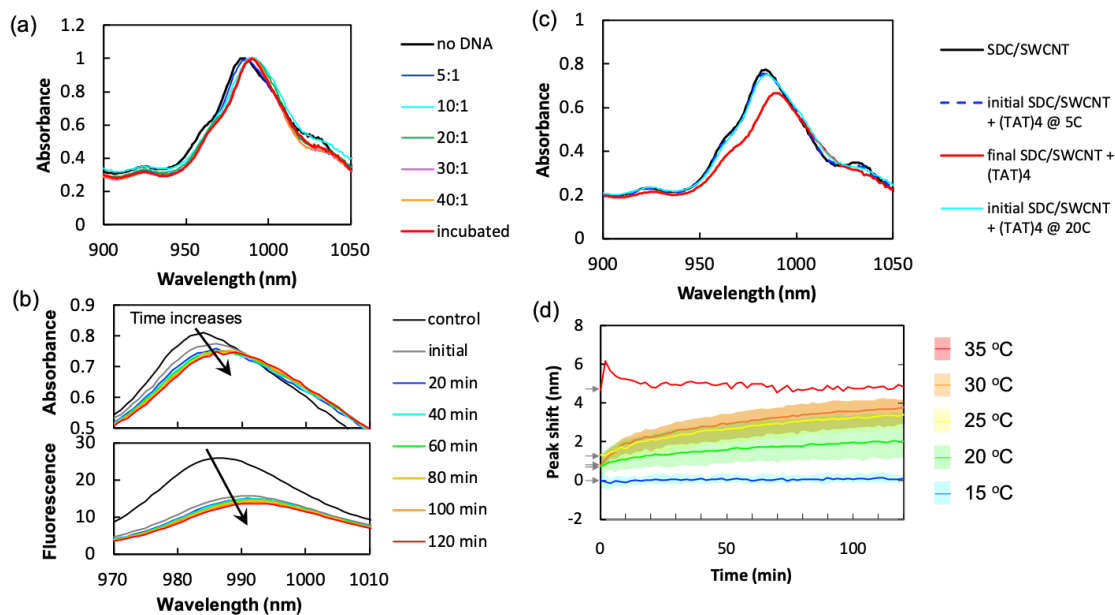 (a)
1.2
1
0.8
0.6
0.4
0.2
0
Absorbance
900
950
1000
1050
Wavelength (nm)
no DNA
5:1
10:1
20:1
30:1
40:1
incubated
(b)
0.9
0.8
0.7
0.6
0.5
Absorbance
Time increases
30
20
10
0
Fluorescence
970
980
990
1000
1010
Wavelength (nm)
control
initial
20 min
40 min
60 min
80 min
100 min
120 min
(c)
1
0.8
0.6
0.4
0.2
0
Absorbance
900
950
1000
1050
Wavelength (nm)
SDC/SWCNT
initial SDC/SWCNT
+ (TAT)4 @ 5C
final SDC/SWCNT +
(TAT)4
initial SDC/SWCNT
+ (TAT)4 @ 20C
(d)
8
6
4
2
0
-2
Peak shift (nm)
0
50
100
Time (min)
35 ºC
30 ºC
25 ºC
20 ºC
15 ºC